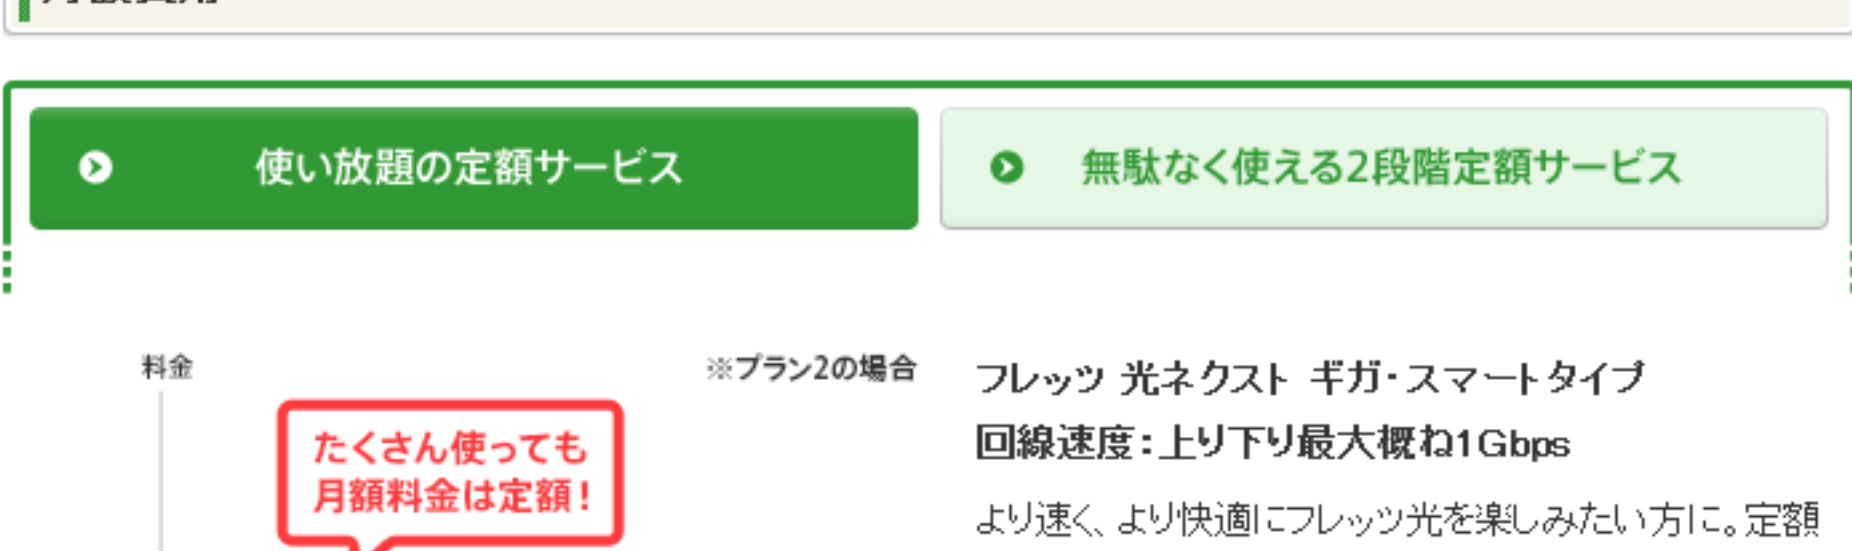 使い放題の定額サービス
無駄なく使える2段階定額サービス
料金
※プラン2の場合
たくさん使っても
月額料金は定額!
フレッツ 光ネクスト ギガ・スマートタイプ
回線速度:上り下り最大概ね1Gbps
より速く、より快適にフレッツ光を楽しみたい方に。定額